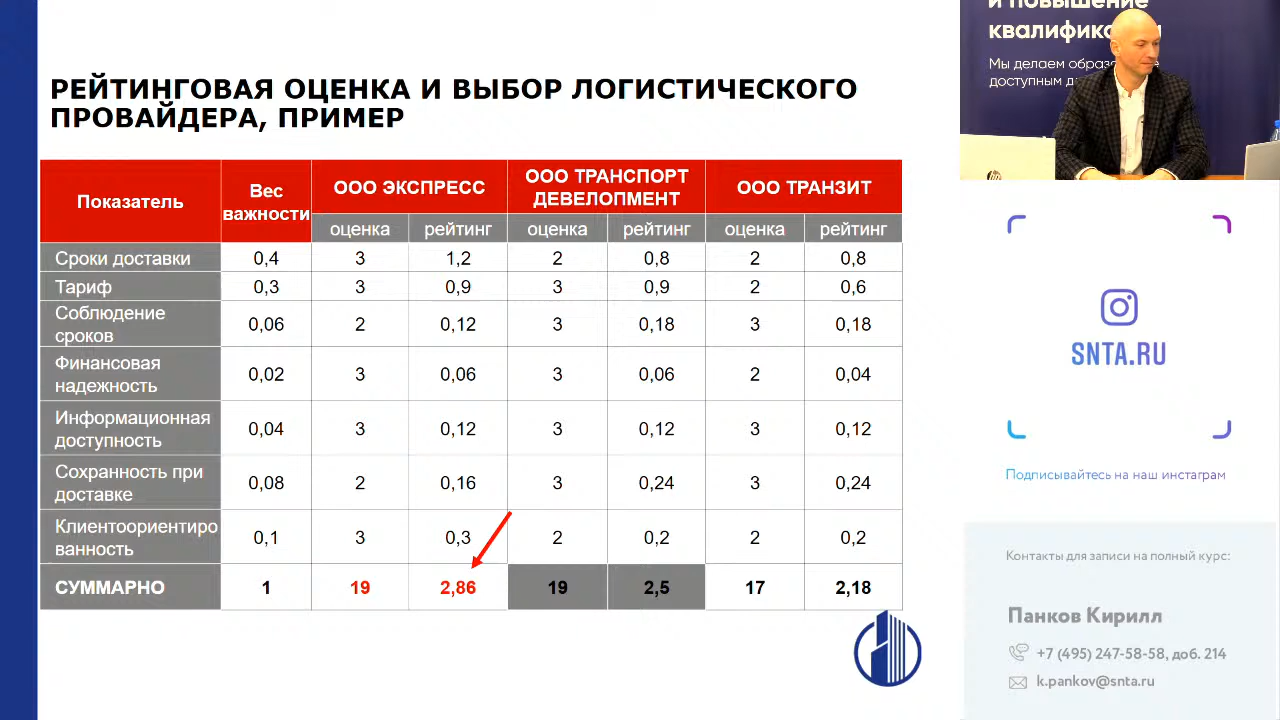 РЕЙТИНГОВАЯ ОЦЕНКА И ВЫБОР ЛОГИСТИЧЕСКОГО
ПРОВАЙДЕРА, ПРИМЕР
Показатель Вес важности ООО ЭКСПРЕСС ООО ТРАНСПОРТ ДЕВЕЛОПМЕНТ ООО ТРАНЗИТ
оценка рейтинг оценка рейтинг оценка рейтинг
Сроки доставки 0,4 3 1,2 2 0,8 2 0,8
Тариф 0,3 3 0,9 3 0,9 2 0,6
Соблюдение сроков 0,06 2 0,12 3 0,18 3 0,18
Финансовая надежность 0,02 3 0,06 3 0,06 2 0,04
Информационная доступность 0,04 3 0,12 3 0,12 3 0,12
Сохранность при доставке 0,08 2 0,16 3 0,24 3 0,24
Клиентоориентированность 0,1 3 0,3 2 0,2 2 0,2
СУММАРНО 1 19 2,86 19 2,5 17 2,18
и повышение
Мы делаем
hp
SNTA.RU
Подписывайтесь на наш инстаграм
Контакты для записи на полный курс:
Панков Кирилл
+7 (495) 247-58-58, доб. 214
k.pankov@snta.ru